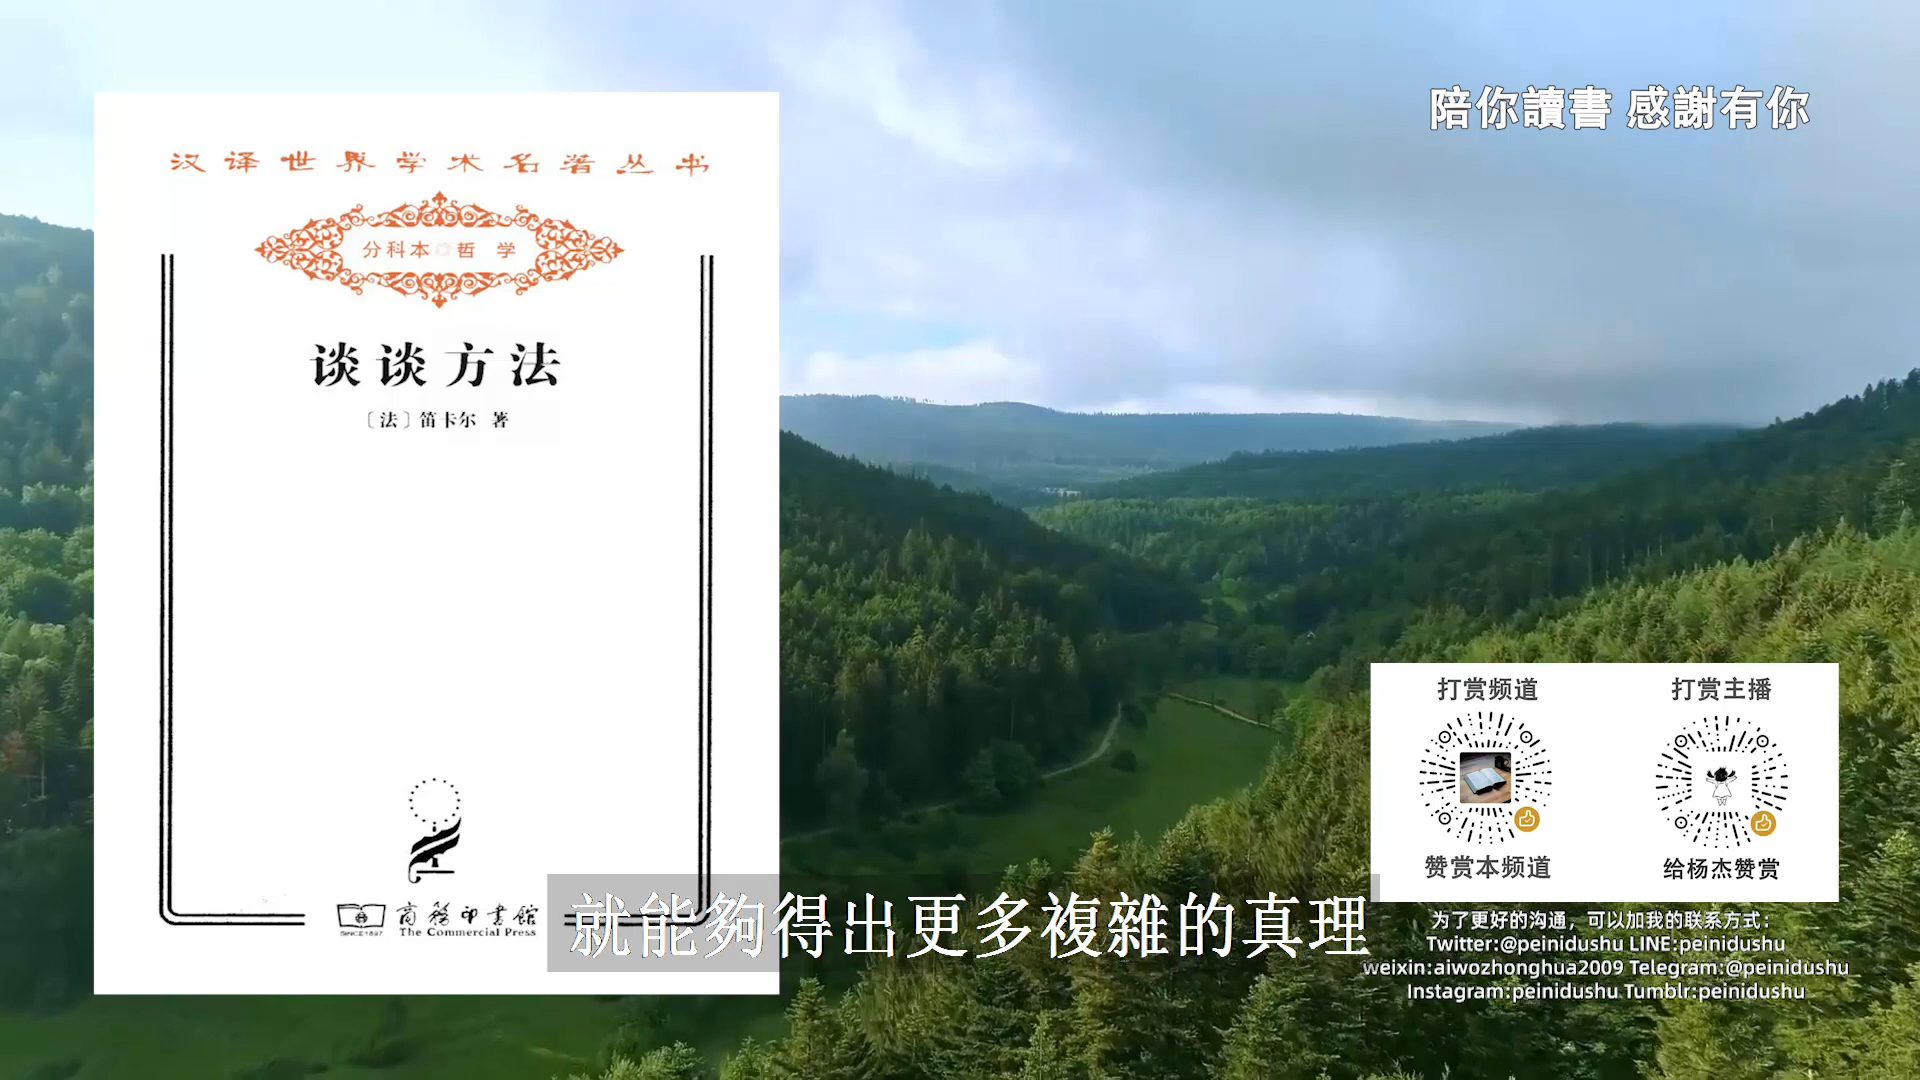 陪你讀書 感謝有你
汉译世界学术名著丛书
分科本 哲学
谈谈方法
〔法〕笛卡尔 著
SINCE1897
商務印書館
The Commercial Press
就能夠得出更多複雜的真理
打赏频道
打赏主播
赞赏本频道
给杨杰赞赏
为了更好的沟通，可以加我的联系方式：
Twitter:@peinidushu LINE:peinidushu
weixin:aiwozhonghua2009 Telegram:@peinidushu
Instagram:peinidushu Tumblr:peinidushu